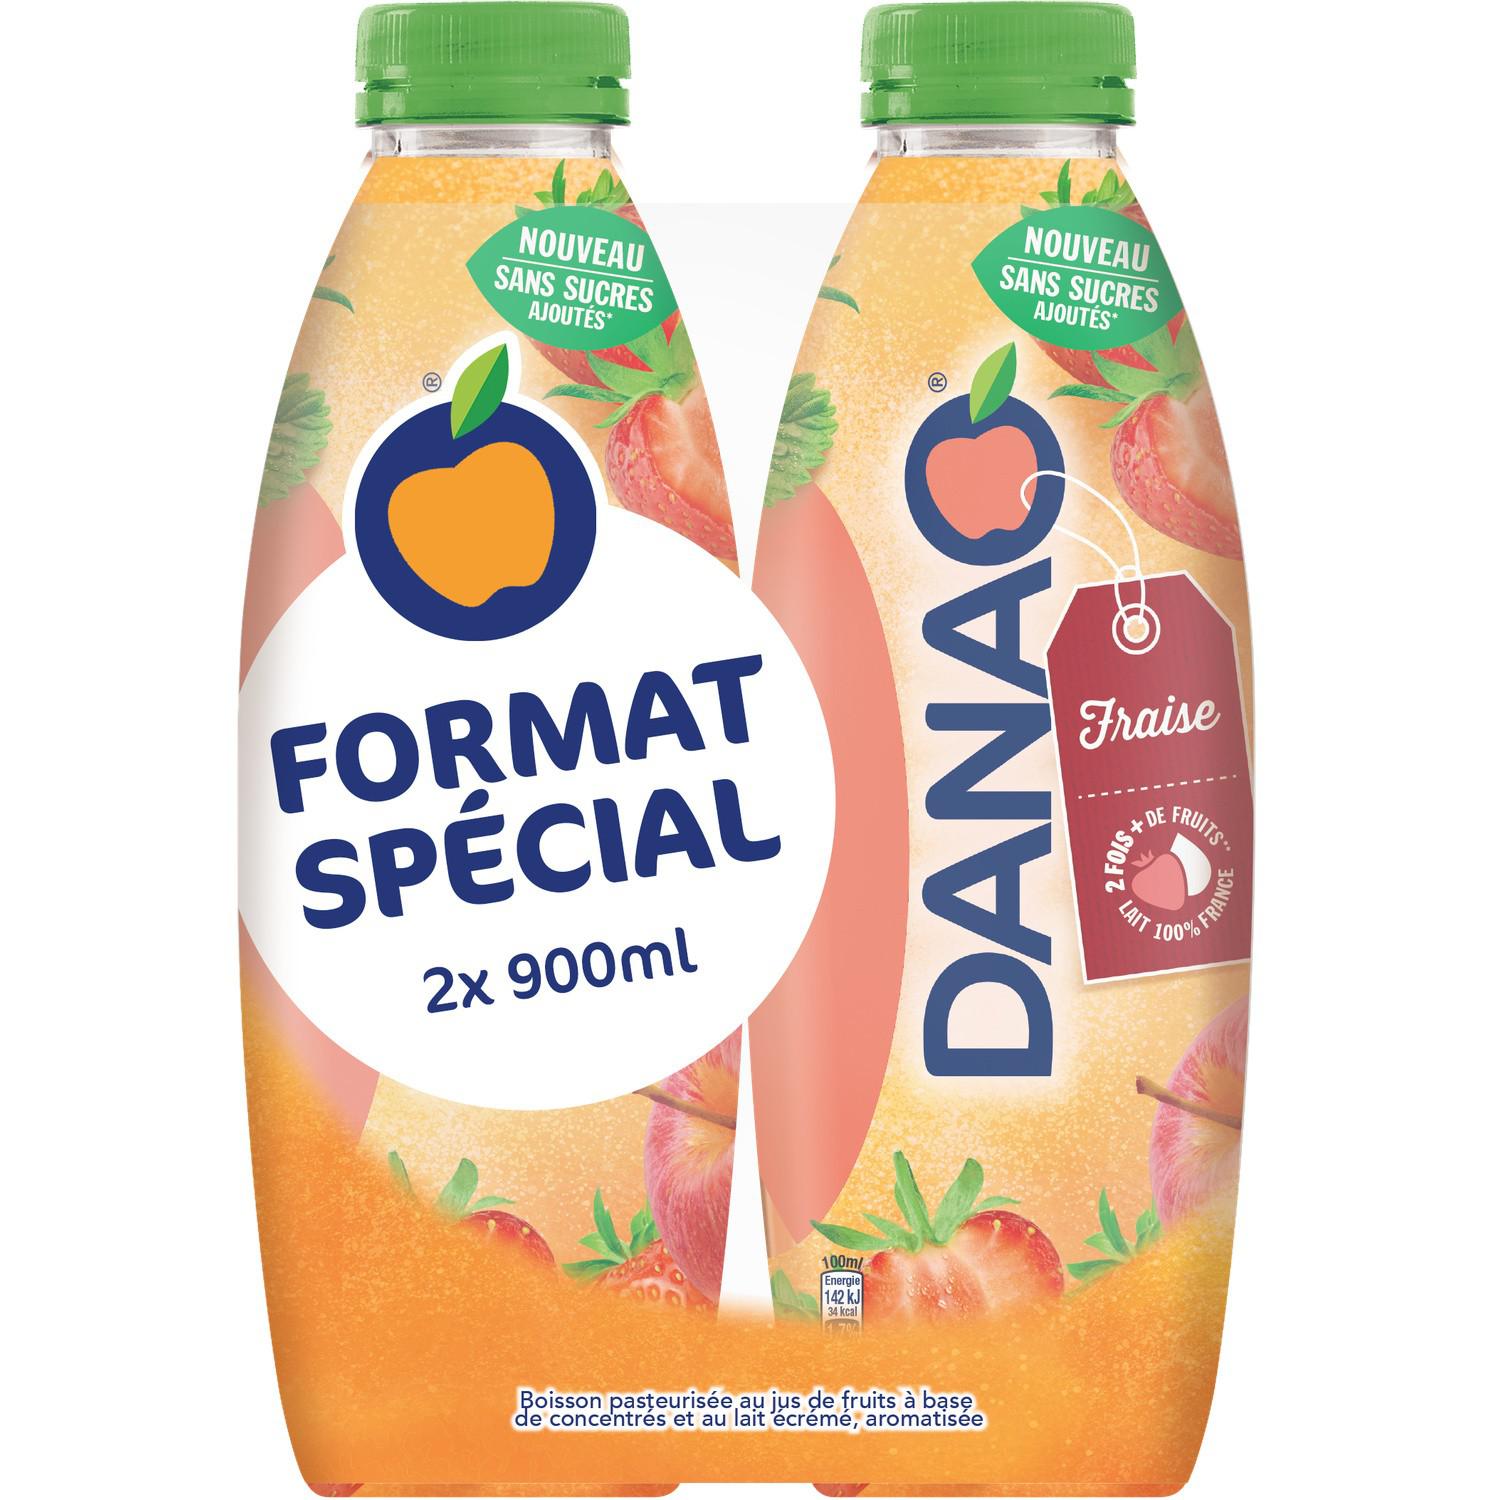 NOUVEAU
SANS SUCRES
AJOUTÉS*
®
FORMAT
SPÉCIAL
2x 900ml
NOUVEAU
SANS SUCRES
AJOUTÉS*
®
DANAO
Fraise
2 FOIS + DE FRUITS**
LAIT 100% FRANCE
100ml
Energie
142 kJ
34 kcal
1,7%
Boisson pasteurisée au jus de fruits à base
de concentrés et au lait écrémé, aromatisée